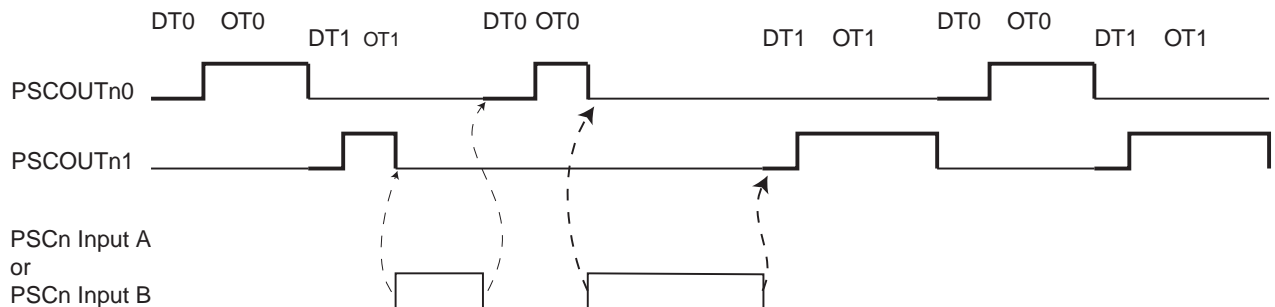 DT0 OT0 DT1 OT1 DT0 OT0 DT1 OT1 DT0 OT0 DT1 OT1
PSCOUTn0
PSCOUTn1
PSCn Input A
or
PSCn Input B